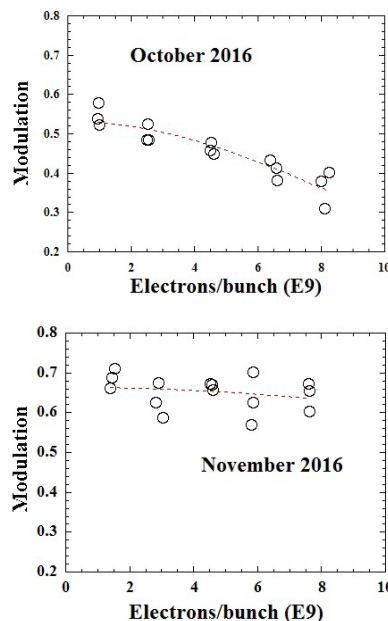 0.8
October 2016
0.7
0.6
0.5
0.4
0.3
0.2
Modulation
0 2 4 6 8 10
Electrons/bunch (E9)
0.8
0.7
0.6
0.5
November 2016
0.4
0.3
0.2
Modulation
0 2 4 6 8 10
Electrons/bunch (E9)